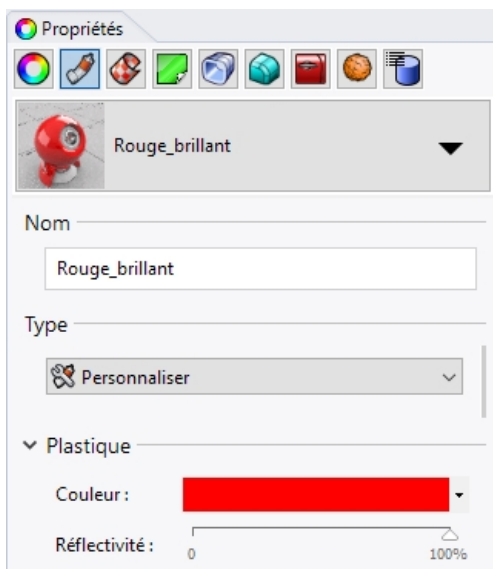 Propriétés
Rouge_brillant
Nom
Rouge_brillant
Type
Personnaliser
Plastique
Couleur :
Réflectivité :
0
100%